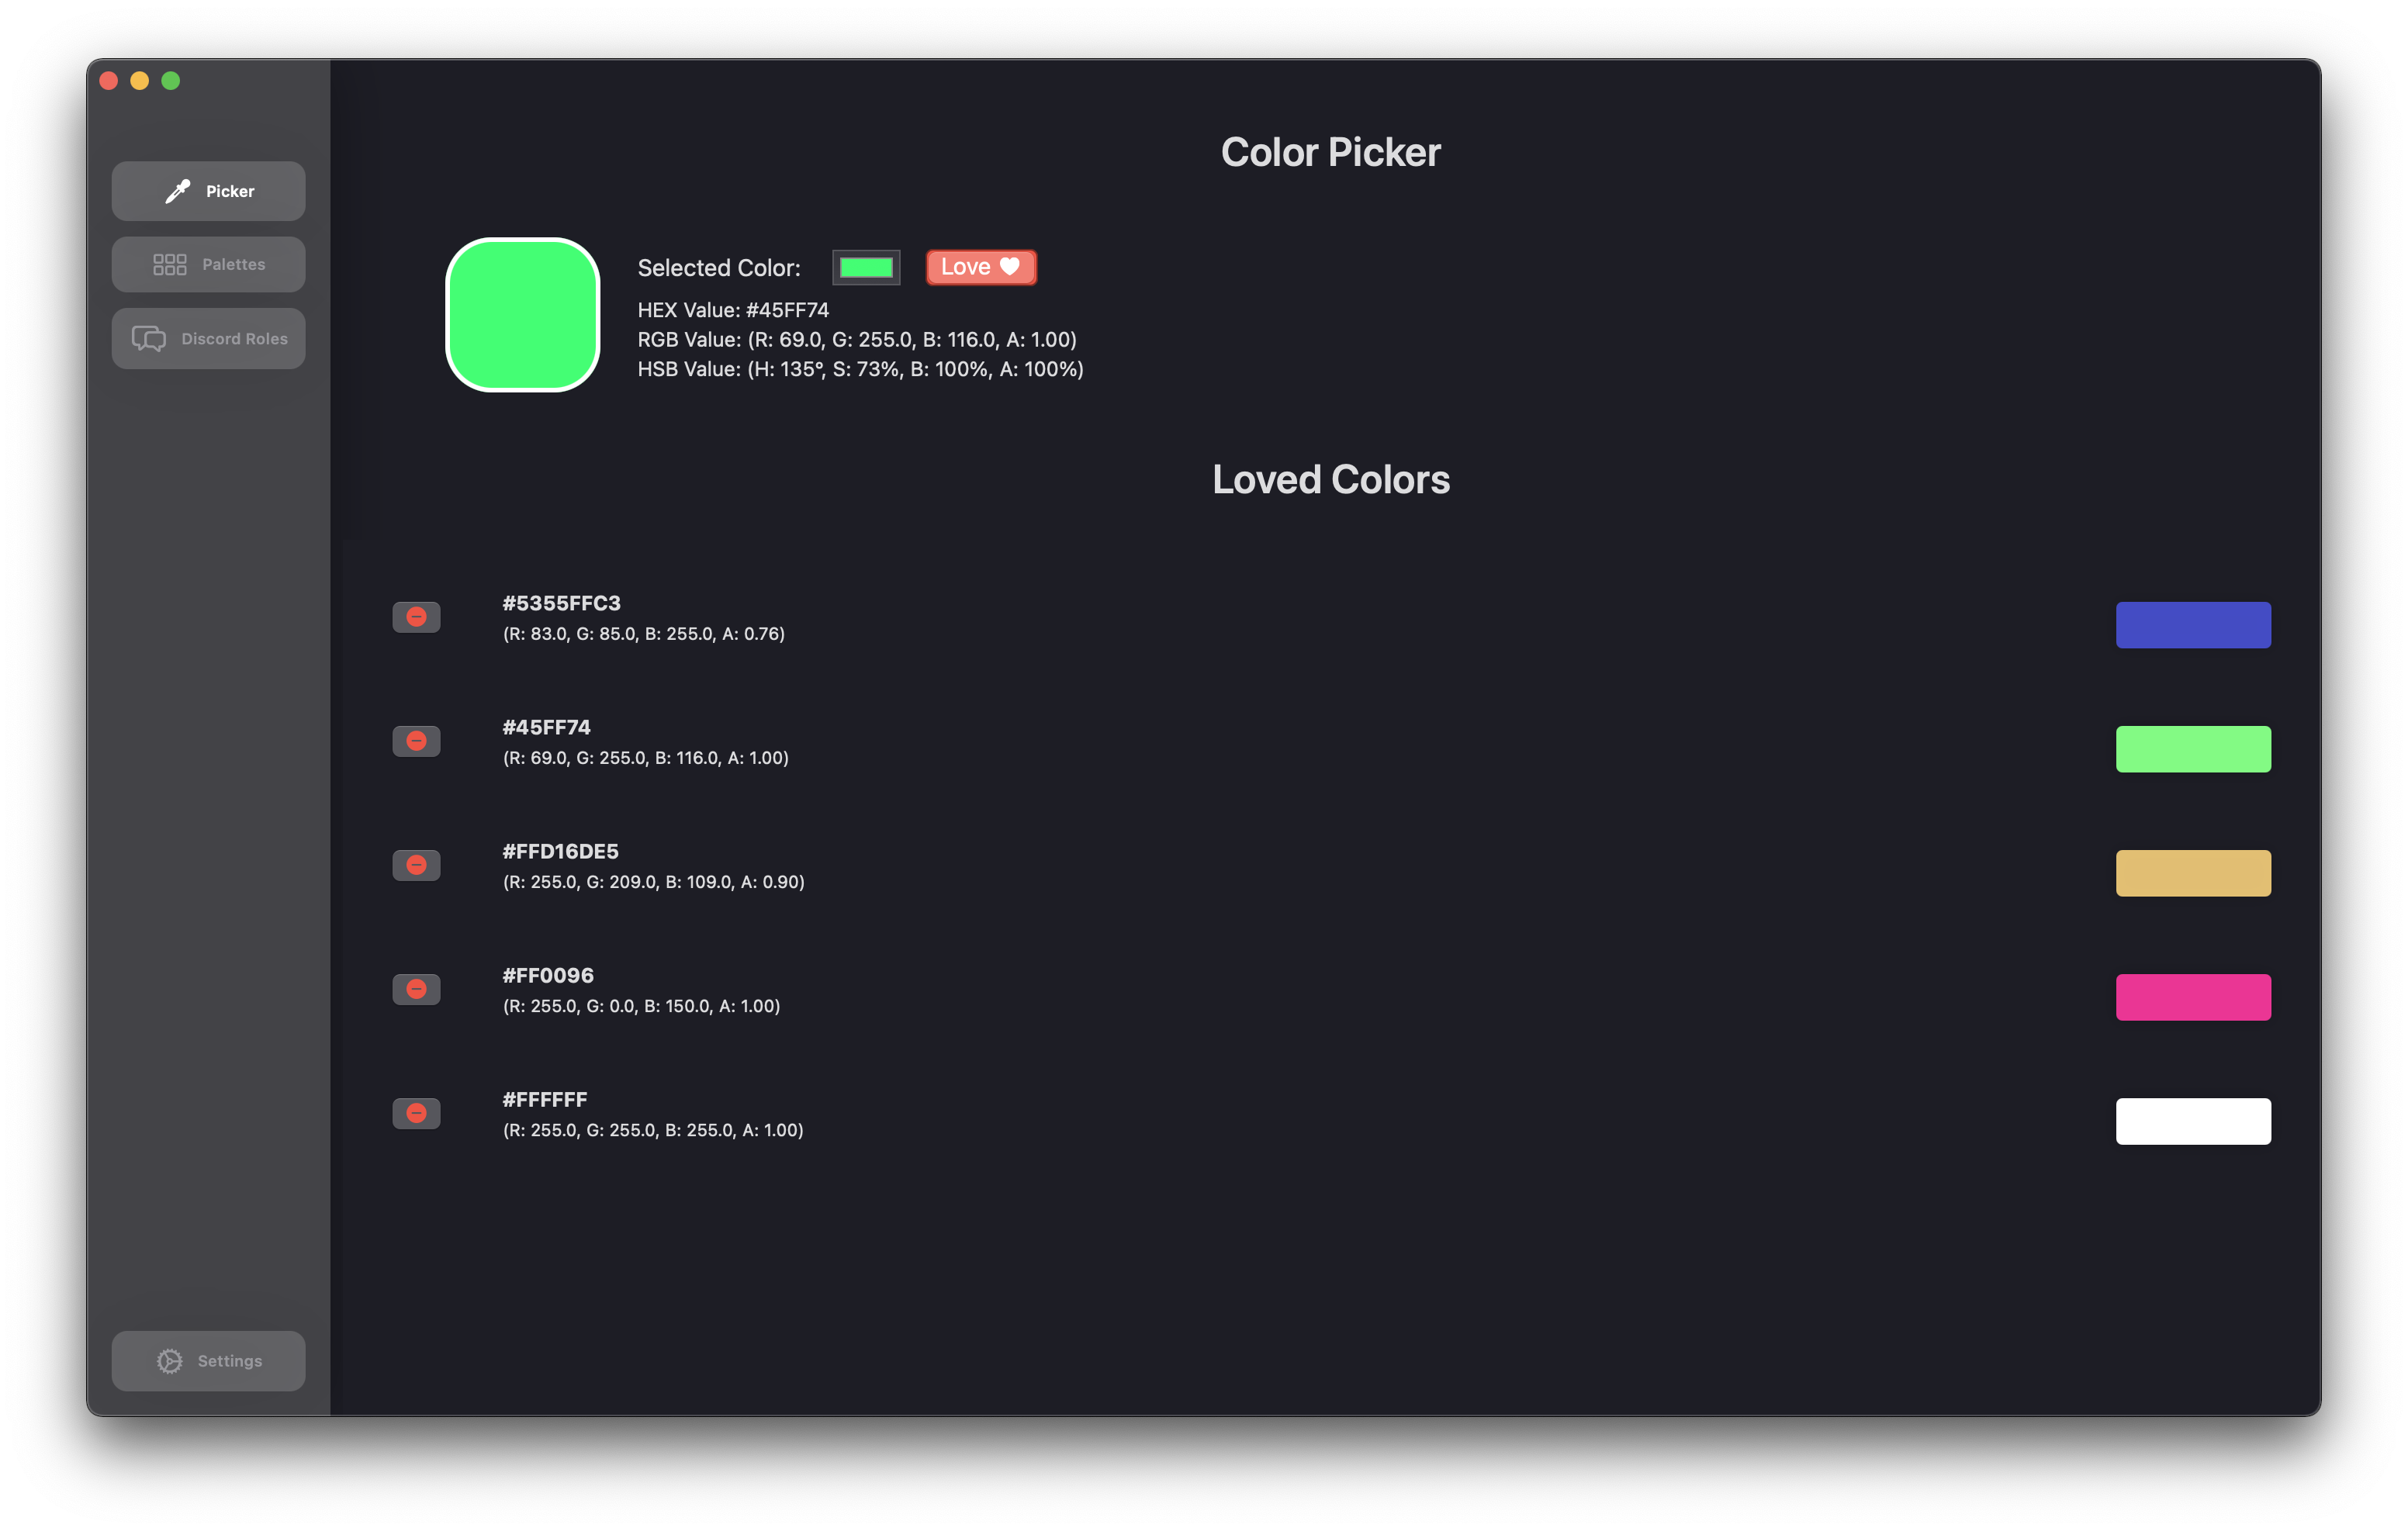 Picker
Palettes
Discord Roles
Settings
Color Picker
Selected Color:
Love
HEX Value: #45FF74
RGB Value: (R: 69.0, G: 255.0, B: 116.0, A: 1.00)
HSB Value: (H: 135°, S: 73%, B: 100%, A: 100%)
Loved Colors
#5355FFC3
(R: 83.0, G: 85.0, B: 255.0, A: 0.76)
#45FF74
(R: 69.0, G: 255.0, B: 116.0, A: 1.00)
#FFD16DE5
(R: 255.0, G: 209.0, B: 109.0, A: 0.90)
#FF0096
(R: 255.0, G: 0.0, B: 150.0, A: 1.00)
#FFFFFF
(R: 255.0, G: 255.0, B: 255.0, A: 1.00)